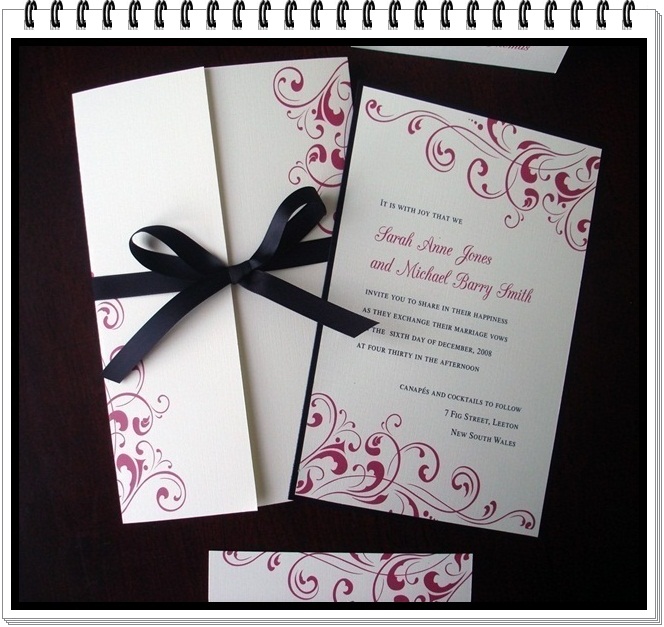 Thomas
It is with joy that we
Sarah Anne Jones
and Michael Barry Smith
invite you to share in their happiness
as they exchange their marriage vows
the sixth day of december, 2008
at four thirty in the afternoon
canapés and cocktails to follow
7 Fig Street, Leeton
New South Wales